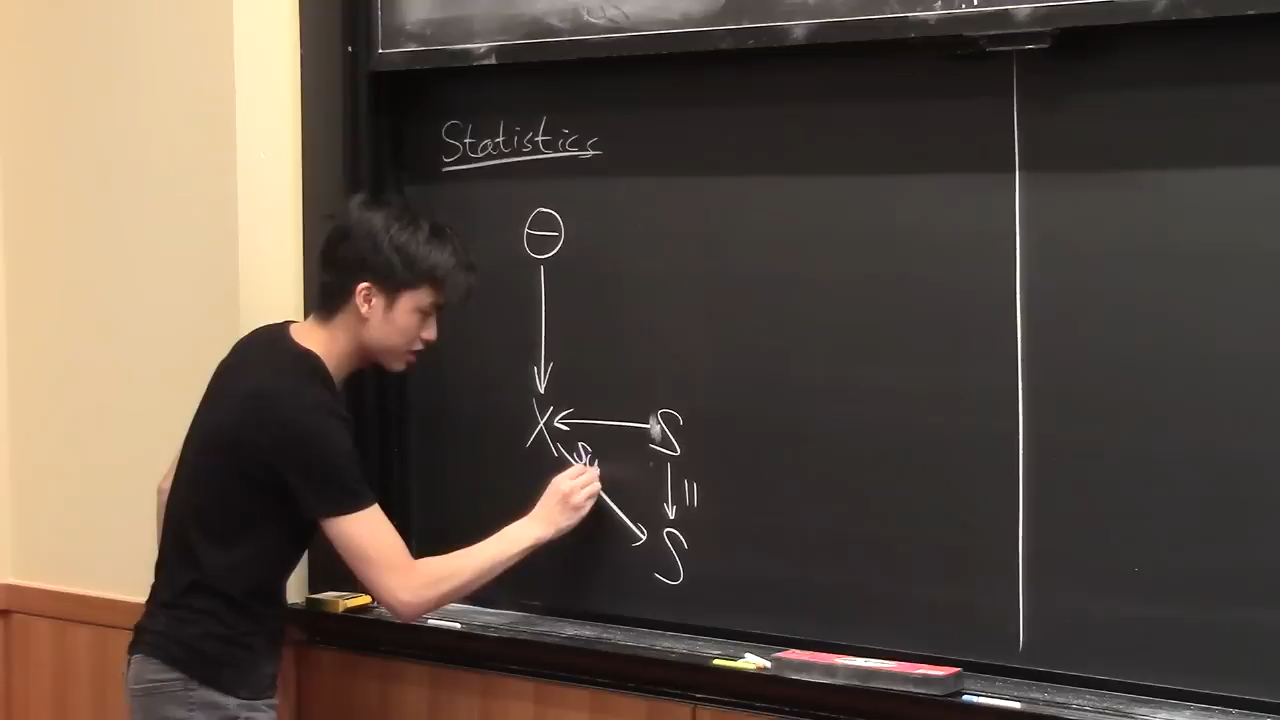 Statistics
Θ
X S
S
=
S